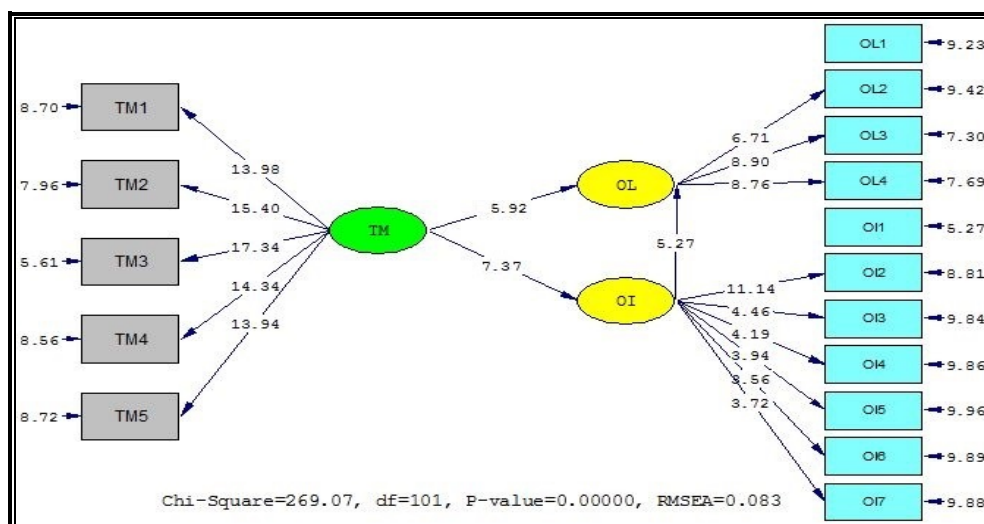 8.70 TM1
7.96 TM2
5.61 TM3
8.56 TM4
8.72 TM5
13.98
15.40
17.34
14.34
13.94
TM
5.92
7.37
OL
5.27
OI
6.71
8.90
8.76
11.14
4.46
4.19
3.94
3.56
3.72
OL1 9.23
OL2 9.42
OL3 7.30
OL4 7.69
OI1 5.27
OI2 8.81
OI3 9.84
OI4 9.86
OI5 9.96
OI6 9.89
OI7 9.88
Chi-Square=269.07, df=101, P-value=0.00000, RMSEA=0.083